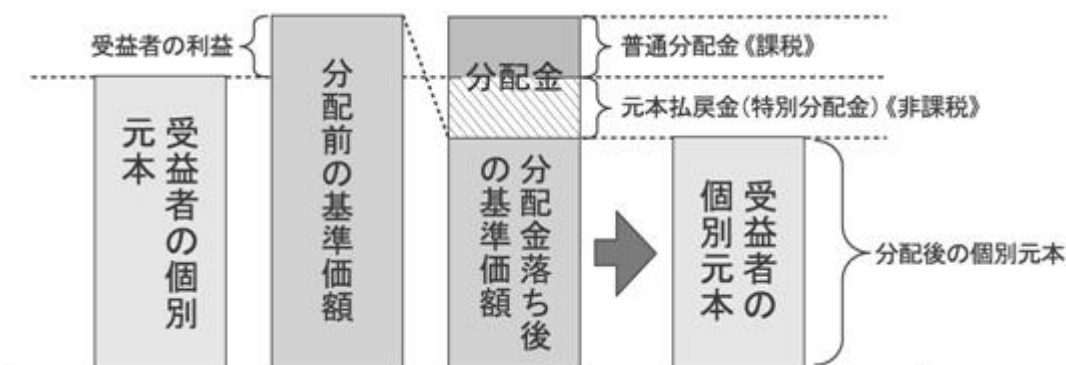 受益者の利益
受益者の個別
元本
分配前の基準価額
分配金
分配金落ち後
の基準価額
普通分配金《課税》
元本払戻金(特別分配金)《非課税》
受益者の
個別元本
分配後の個別元本